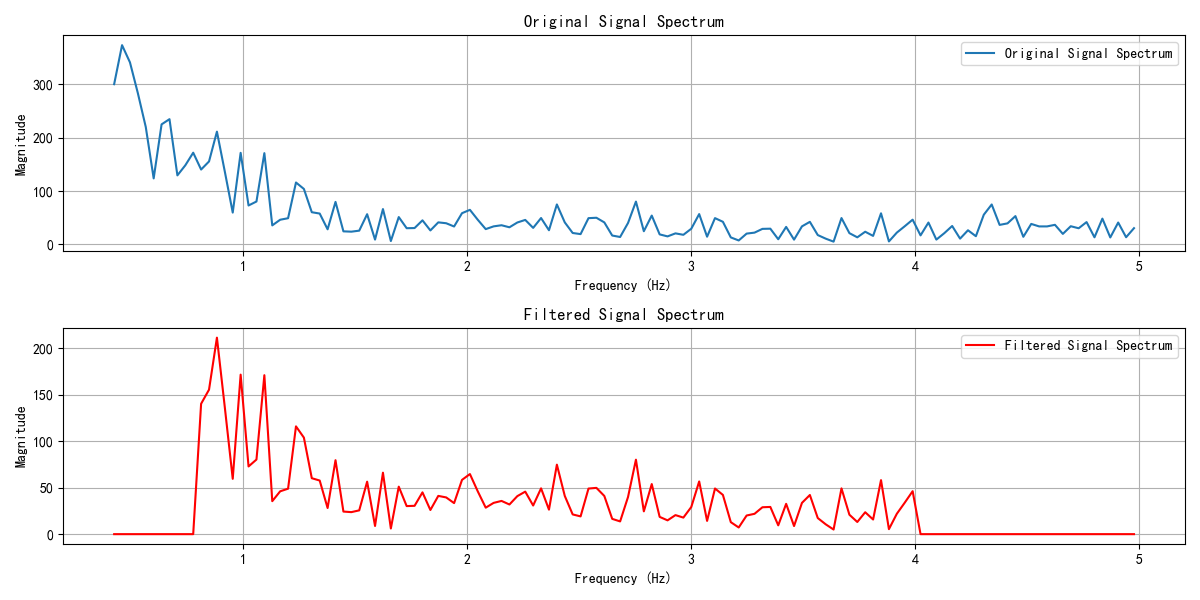 Original Signal Spectrum
Original Signal Spectrum
Magnitude
300
200
100
0
1 2 3 4 5
Frequency (Hz)
Filtered Signal Spectrum
Filtered Signal Spectrum
Magnitude
200
150
100
50
0
1 2 3 4 5
Frequency (Hz)